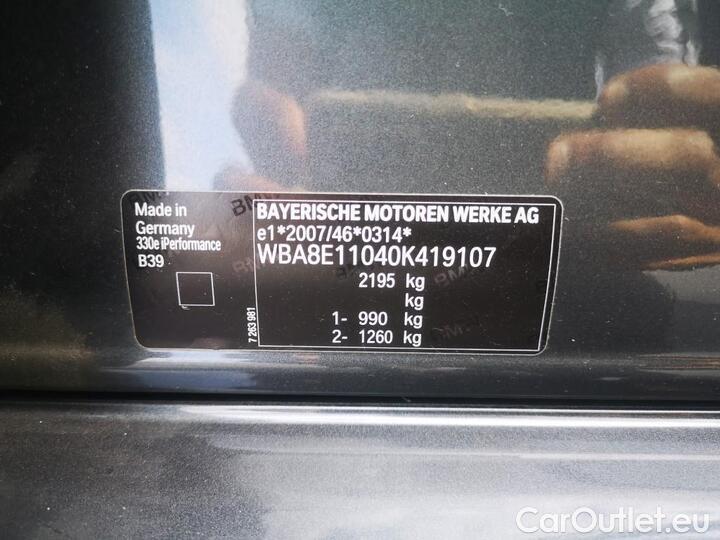 Made in
Germany
330e iPerformance
B39
7 263 981
BAYERISCHE MOTOREN WERKE AG
e1*2007/46*0314*
WBA8E11040K419107
2195 kg
kg
1- 990 kg
2- 1260 kg
CarOutlet.eu